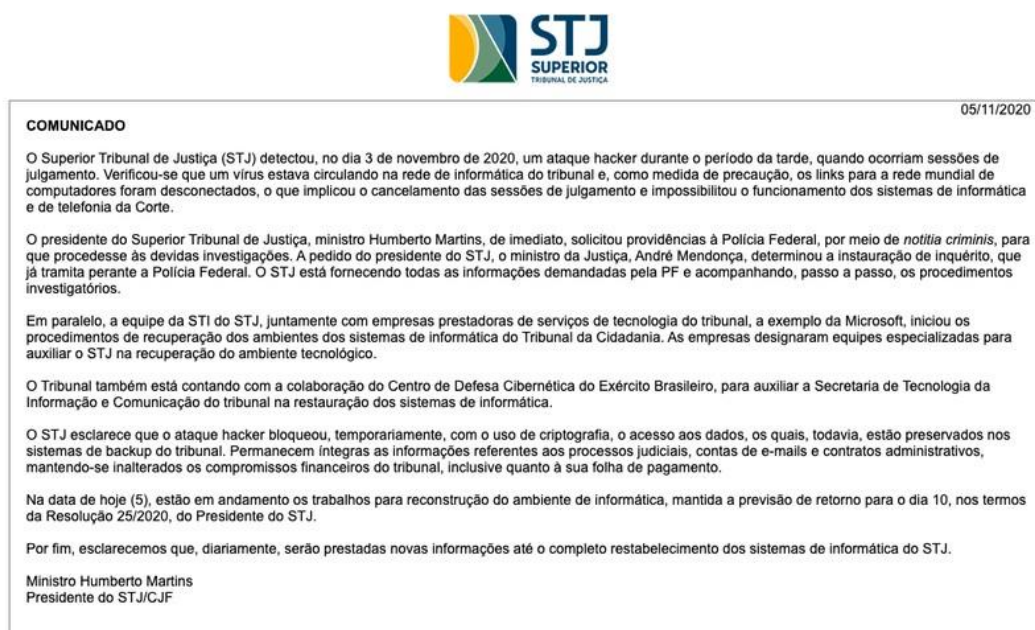 STJ
SUPERIOR
TRIBUNAL DE JUSTIÇA
05/11/2020
COMUNICADO
O Superior Tribunal de Justiça (STJ) detectou, no dia 3 de novembro de 2020, um ataque hacker durante o período da tarde, quando ocorriam sessões de
julgamento. Verificou-se que um vírus estava circulando na rede de informática do tribunal e, como medida de precaução, os links para a rede mundial de
computadores foram desconectados, o que implicou o cancelamento das sessões de julgamento e impossibilitou o funcionamento dos sistemas de informática
e de telefonia da Corte.
O presidente do Superior Tribunal de Justiça, ministro Humberto Martins, de imediato, solicitou providências à Polícia Federal, por meio de notitia criminis, para
que procedesse às devidas investigações. A pedido do presidente do STJ, o ministro da Justiça, André Mendonça, determinou a instauração de inquérito, que
já tramita perante a Polícia Federal. O STJ está fornecendo todas as informações demandadas pela PF e acompanhando, passo a passo, os procedimentos
investigatórios.
Em paralelo, a equipe da STI do STJ, juntamente com empresas prestadoras de serviços de tecnologia do tribunal, a exemplo da Microsoft, iniciou os
procedimentos de recuperação dos ambientes dos sistemas de informática do Tribunal da Cidadania. As empresas designaram equipes especializadas para
auxiliar o STJ na recuperação do ambiente tecnológico.
O Tribunal também está contando com a colaboração do Centro de Defesa Cibernética do Exército Brasileiro, para auxiliar a Secretaria de Tecnologia da
Informação e Comunicação do tribunal na restauração dos sistemas de informática.
O STJ esclarece que o ataque hacker bloqueou, temporariamente, com o uso de criptografia, o acesso aos dados, os quais, todavia, estão preservados nos
sistemas de backup do tribunal. Permanecem íntegras as informações referentes aos processos judiciais, contas de e-mails e contratos administrativos,
mantendo-se inalterados os compromissos financeiros do tribunal, inclusive quanto à sua folha de pagamento.
Na data de hoje (5), estão em andamento os trabalhos para reconstrução do ambiente de informática, mantida a previsão de retorno para o dia 10, nos termos
da Resolução 25/2020, do Presidente do STJ.
Por fim, esclarecemos que, diariamente, serão prestadas novas informações até o completo restabelecimento dos sistemas de informática do STJ.
Ministro Humberto Martins
Presidente do STJ/CJF